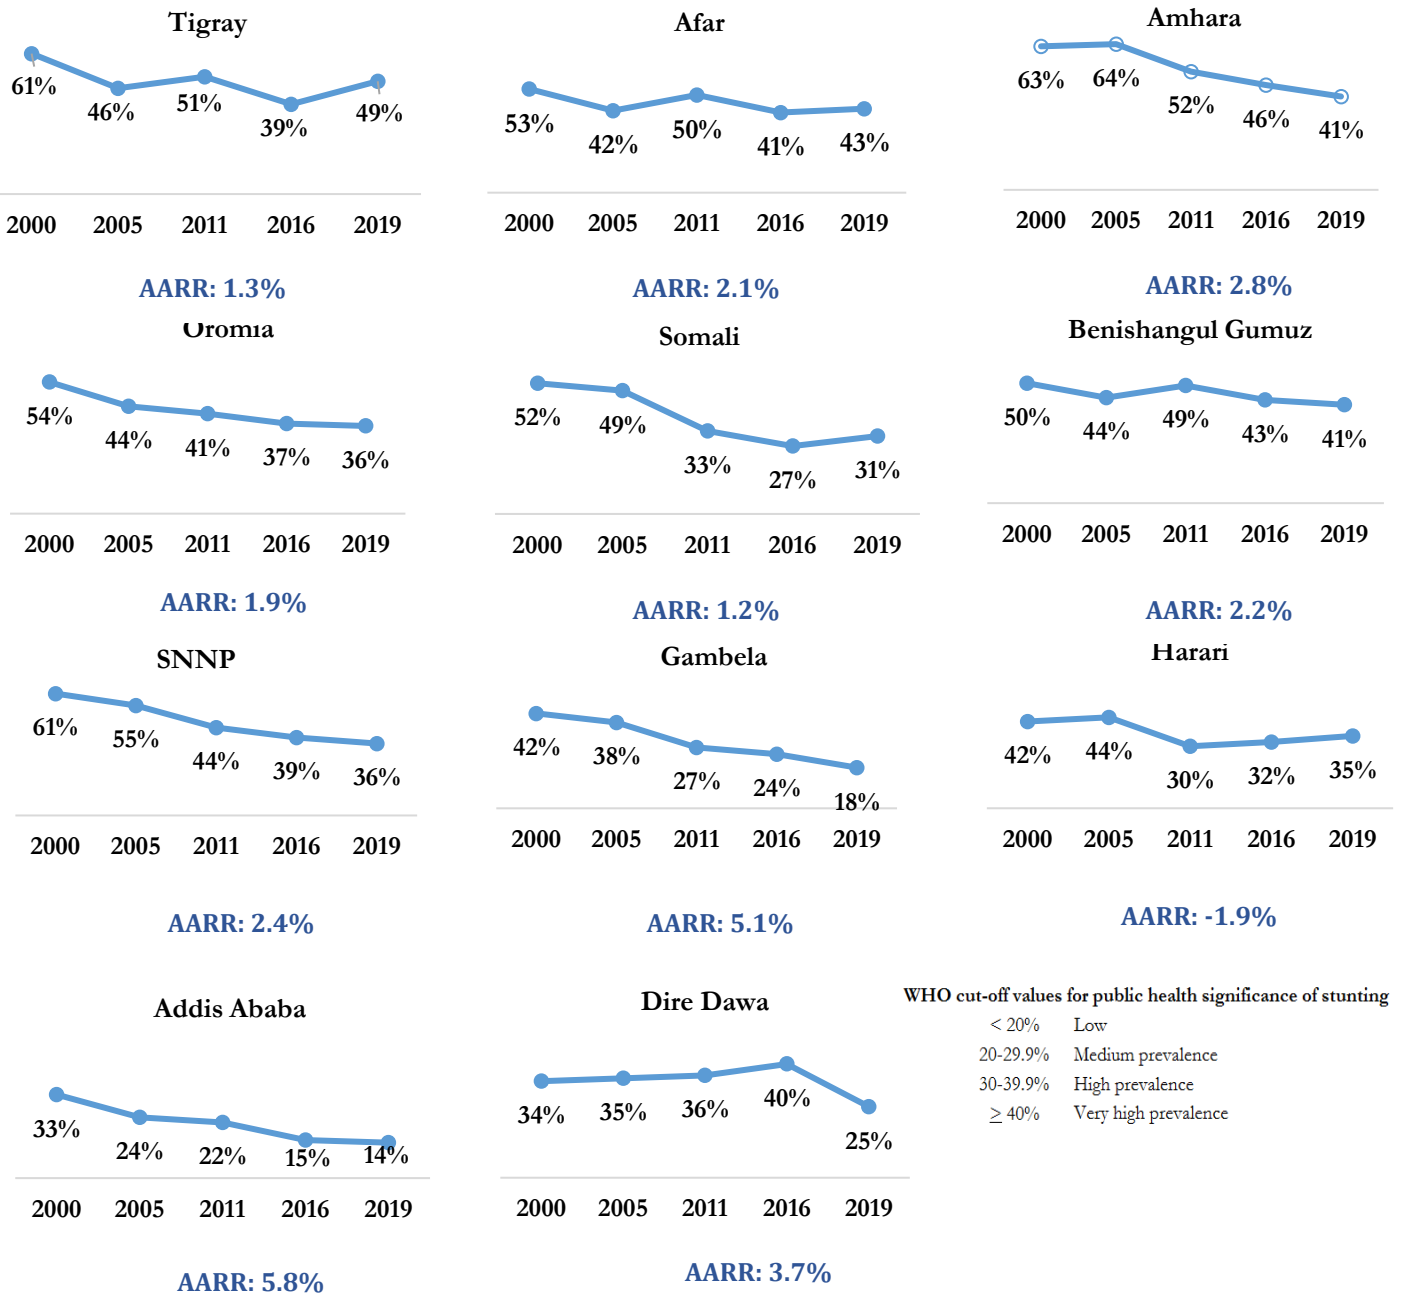 Tigray
61%
46%
51%
39%
49%
2000 2005 2011 2016 2019
AARR: 1.3%
Afar
53%
42%
50%
41%
43%
2000 2005 2011 2016 2019
AARR: 2.1%
Amhara
63%
64%
52%
46%
41%
2000 2005 2011 2016 2019
AARR: 2.8%
Oromia
54%
44%
41%
37%
36%
2000 2005 2011 2016 2019
AARR: 1.9%
Somali
52%
49%
33%
27%
31%
2000 2005 2011 2016 2019
AARR: 1.2%
Benishangul Gumuz
50%
44%
49%
43%
41%
2000 2005 2011 2016 2019
AARR: 2.2%
SNNP
61%
55%
44%
39%
36%
2000 2005 2011 2016 2019
AARR: 2.4%
Gambela
42%
38%
27%
24%
18%
2000 2005 2011 2016 2019
AARR: 5.1%
Harari
42%
44%
30%
32%
35%
2000 2005 2011 2016 2019
AARR: -1.9%
Addis Ababa
33%
24%
22%
15%
14%
2000 2005 2011 2016 2019
AARR: 5.8%
Dire Dawa
34%
35%
36%
40%
25%
2000 2005 2011 2016 2019
AARR: 3.7%
WHO cut-off values for public health significance of stunting
< 20% Low
20-29.9% Medium prevalence
30-39.9% High prevalence
≥ 40% Very high prevalence